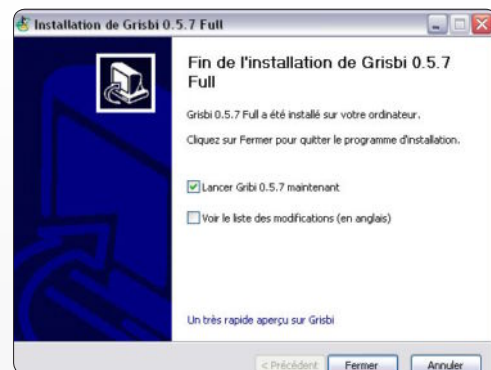 Installation de Grisbi 0.5.7 Full
Fin de l'installation de Grisbi 0.5.7
Full
Grisbi 0.5.7 Full a été installé sur votre ordinateur.
Cliquez sur Fermer pour quitter le programme d'installation.
Lancer Gribi 0.5.7 maintenant
Voir le liste des modifications (en anglais)
Un très rapide aperçu sur Grisbi
< Précédent
Fermer
Annuler